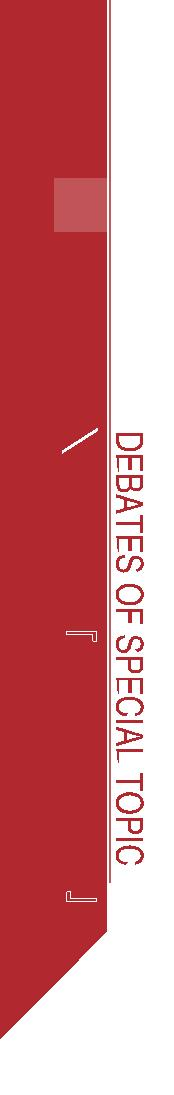 DEBATES OF SPECIAL TOPIC
/
『
』